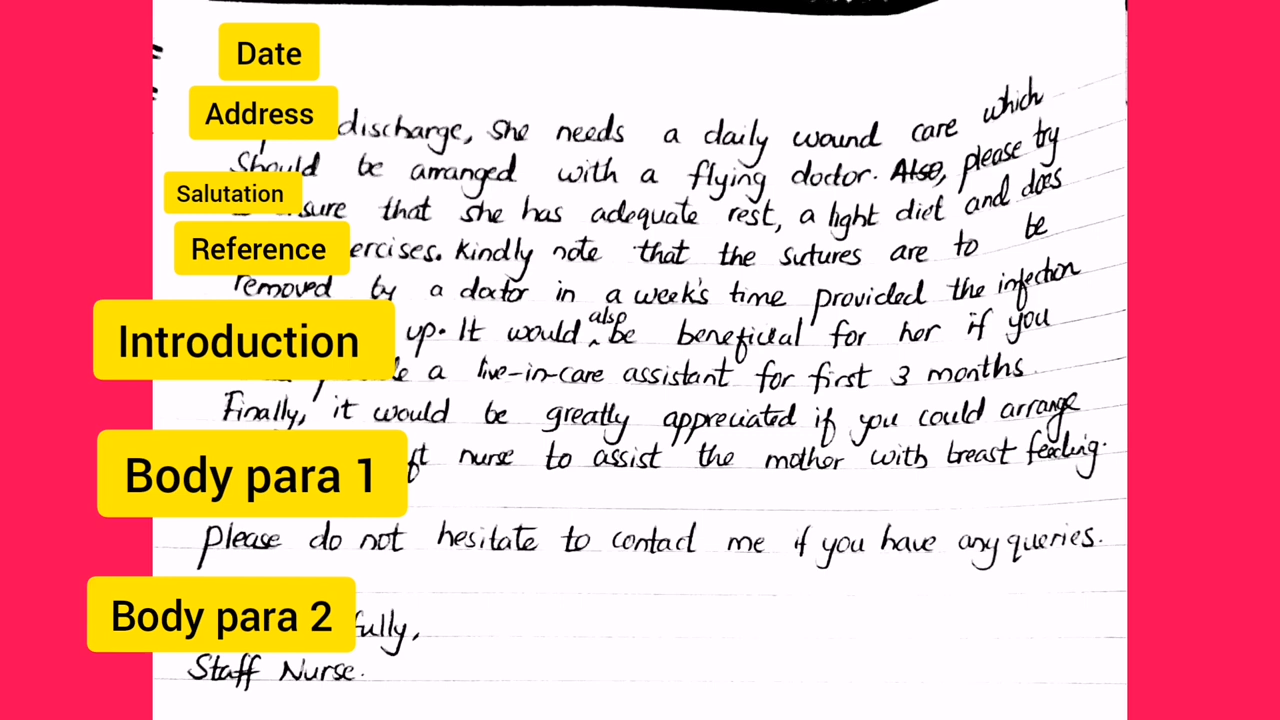 Date
Address
discharge, she needs a daily wound care which
Should be arranged with a flying doctor. Also, please try
Salutation
sure that she has adequate rest, a light diet and does
Reference
ercises. Kindly note that the sutures are to be
removed by a doctor in a week's time provided the infection
Introduction
up. It would also be beneficial for her if you
a live-in-care assistant for first 3 months.
Finally, it would be greatly appreciated if you could arrange
Body para 1
nurse to assist the mother with breast feeding.
please do not hesitate to contact me if you have any queries.
Body para 2
fully,
Staff Nurse.